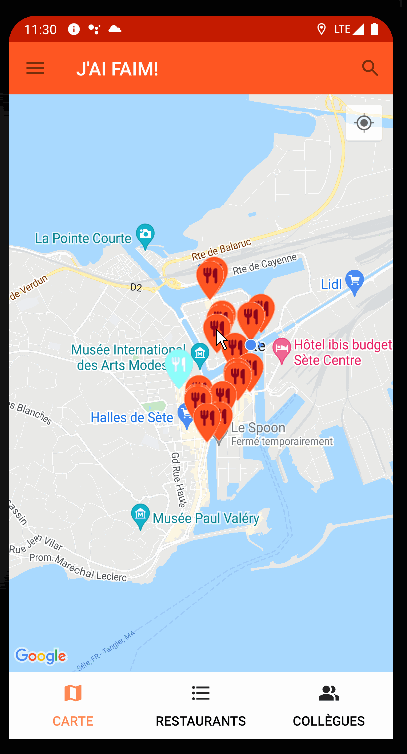 11:30
LTE
J'AI FAIM!
La Pointe Courte
Rte de Balaruc
Rte de Cayenne
de Verdun
D2
Lidl
Musée International
des Arts Modes
Hôtel ibis budget
Sète Centre
es Blanches
Halles de Sète
Le Spoon
Fermé temporairement
Gd Rue Haute
Musée Paul Valéry
Rue Jean Vilar
Prom. Maréchal Leclerc
Google
Sète, FR - Tangier, MA
CARTE
RESTAURANTS
COLLÈGUES